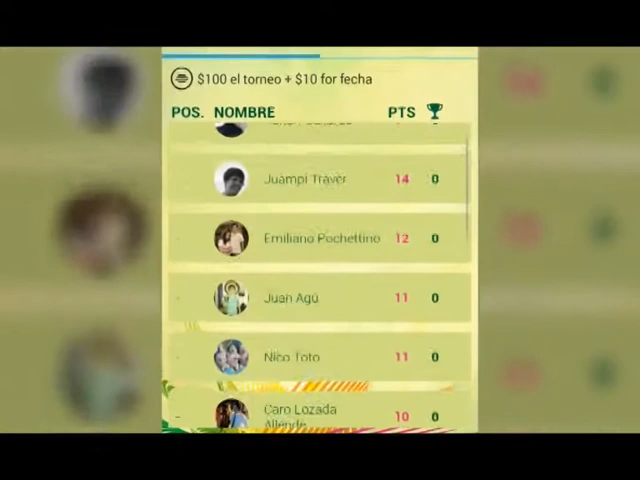 $100 el torneo + $10 for fecha
POS. NOMBRE PTS
Juampi Traver 14 0
Emiliano Pochettino 12 0
Juan Agú 11 0
Nico Toto 11 0
Caro Lozada
Allende 10 0